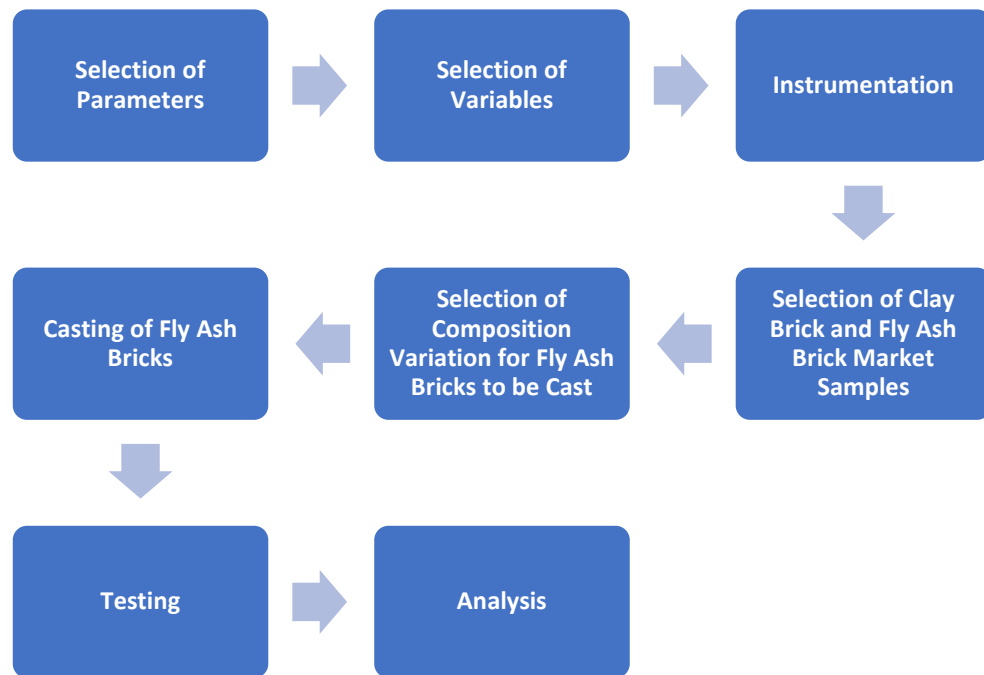 Selection of
Parameters
Selection of
Variables
Instrumentation
Casting of Fly Ash
Bricks
Selection of
Composition
Variation for Fly Ash
Bricks to be Cast
Selection of Clay
Brick and Fly Ash
Brick Market
Samples
Testing
Analysis